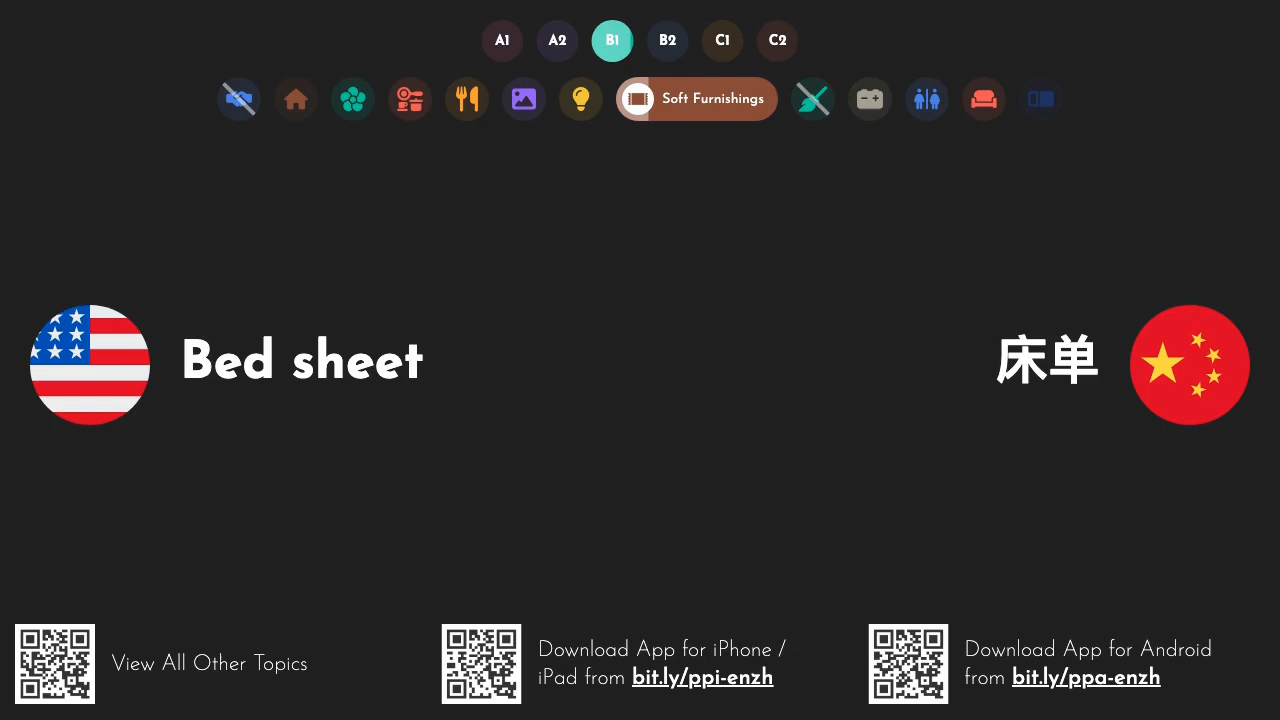 A1 A2 B1 B2 C1 C2
Soft Furnishings
Bed sheet
床单
View All Other Topics
Download App for iPhone /
iPad from bit.ly/ppi-enzh
Download App for Android
from bit.ly/ppa-enzh